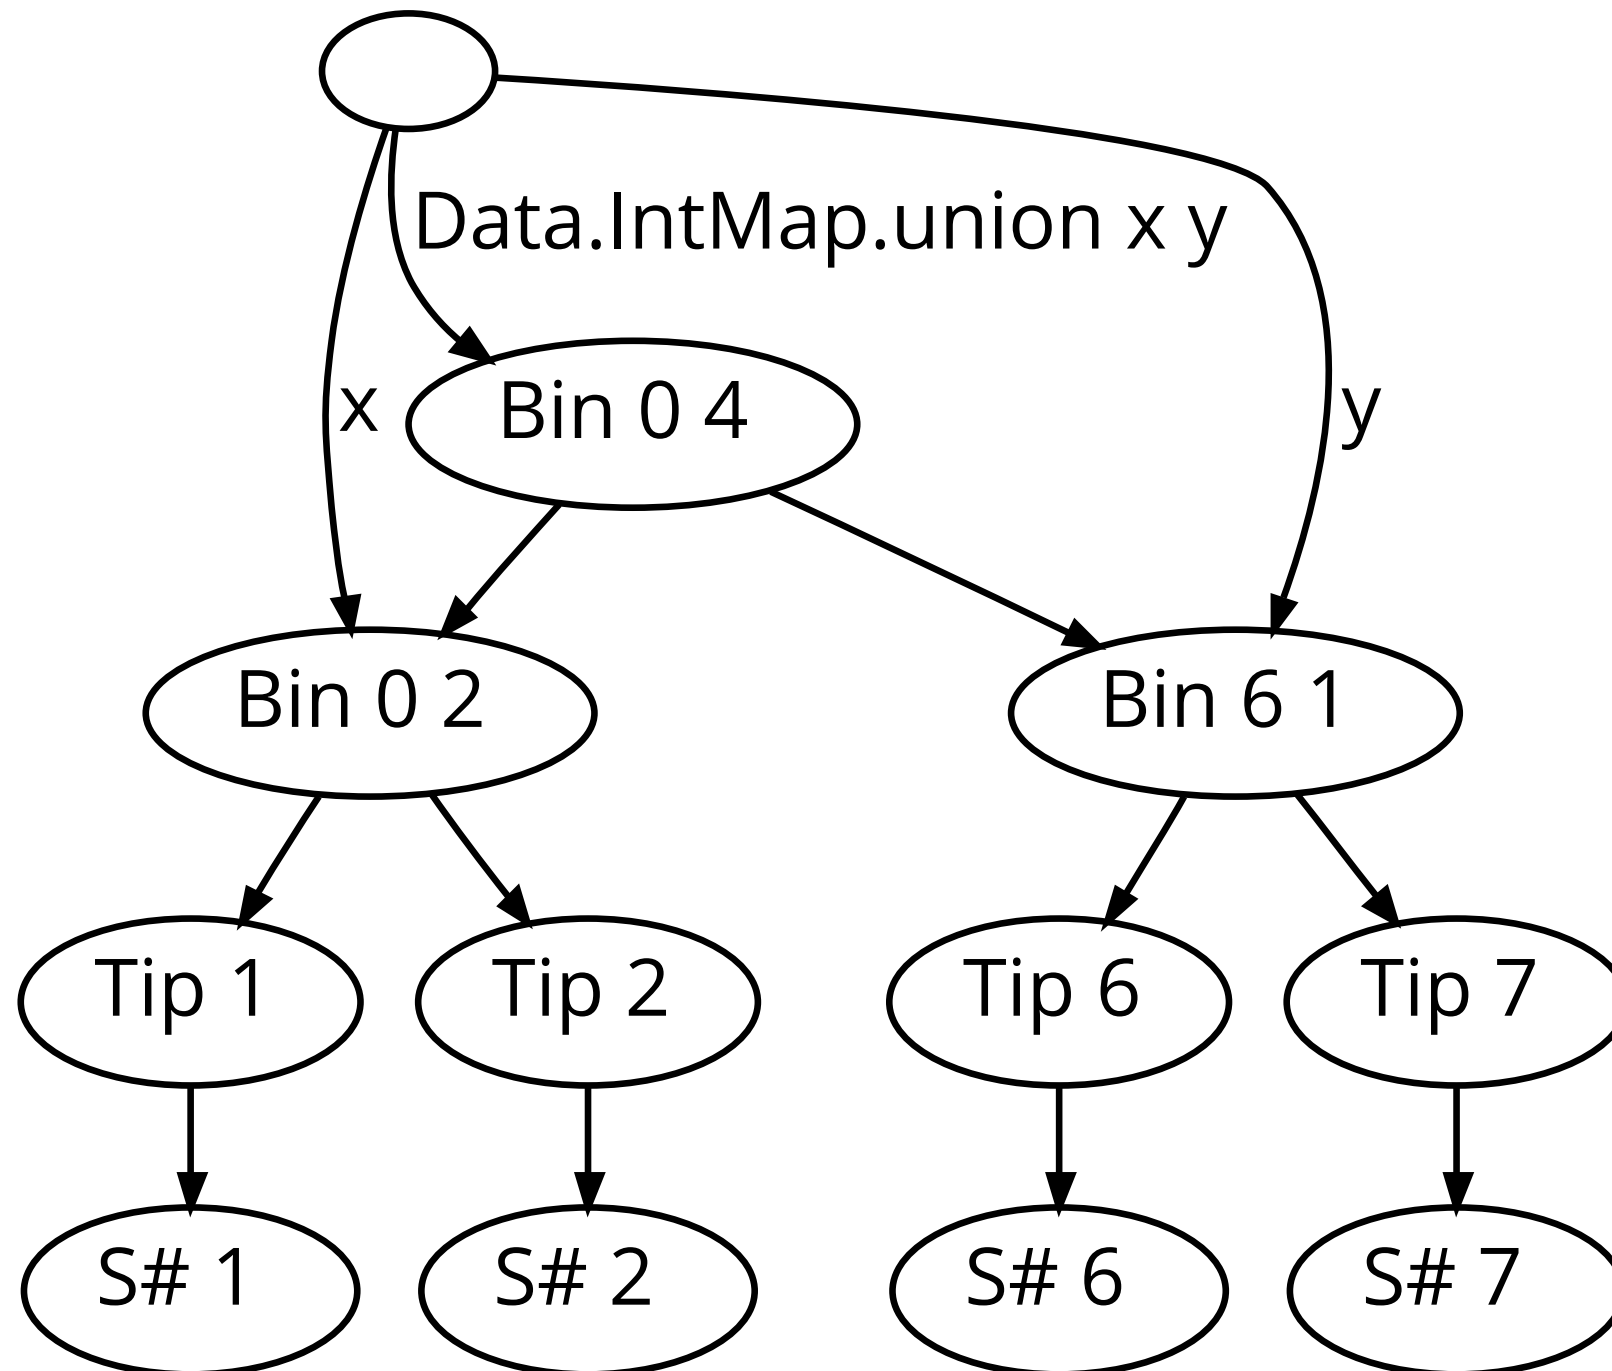 Data.IntMap.union x y
x
Bin 0 4
y
Bin 0 2
Bin 6 1
Tip 1
Tip 2
Tip 6
Tip 7
S# 1
S# 2
S# 6
S# 7